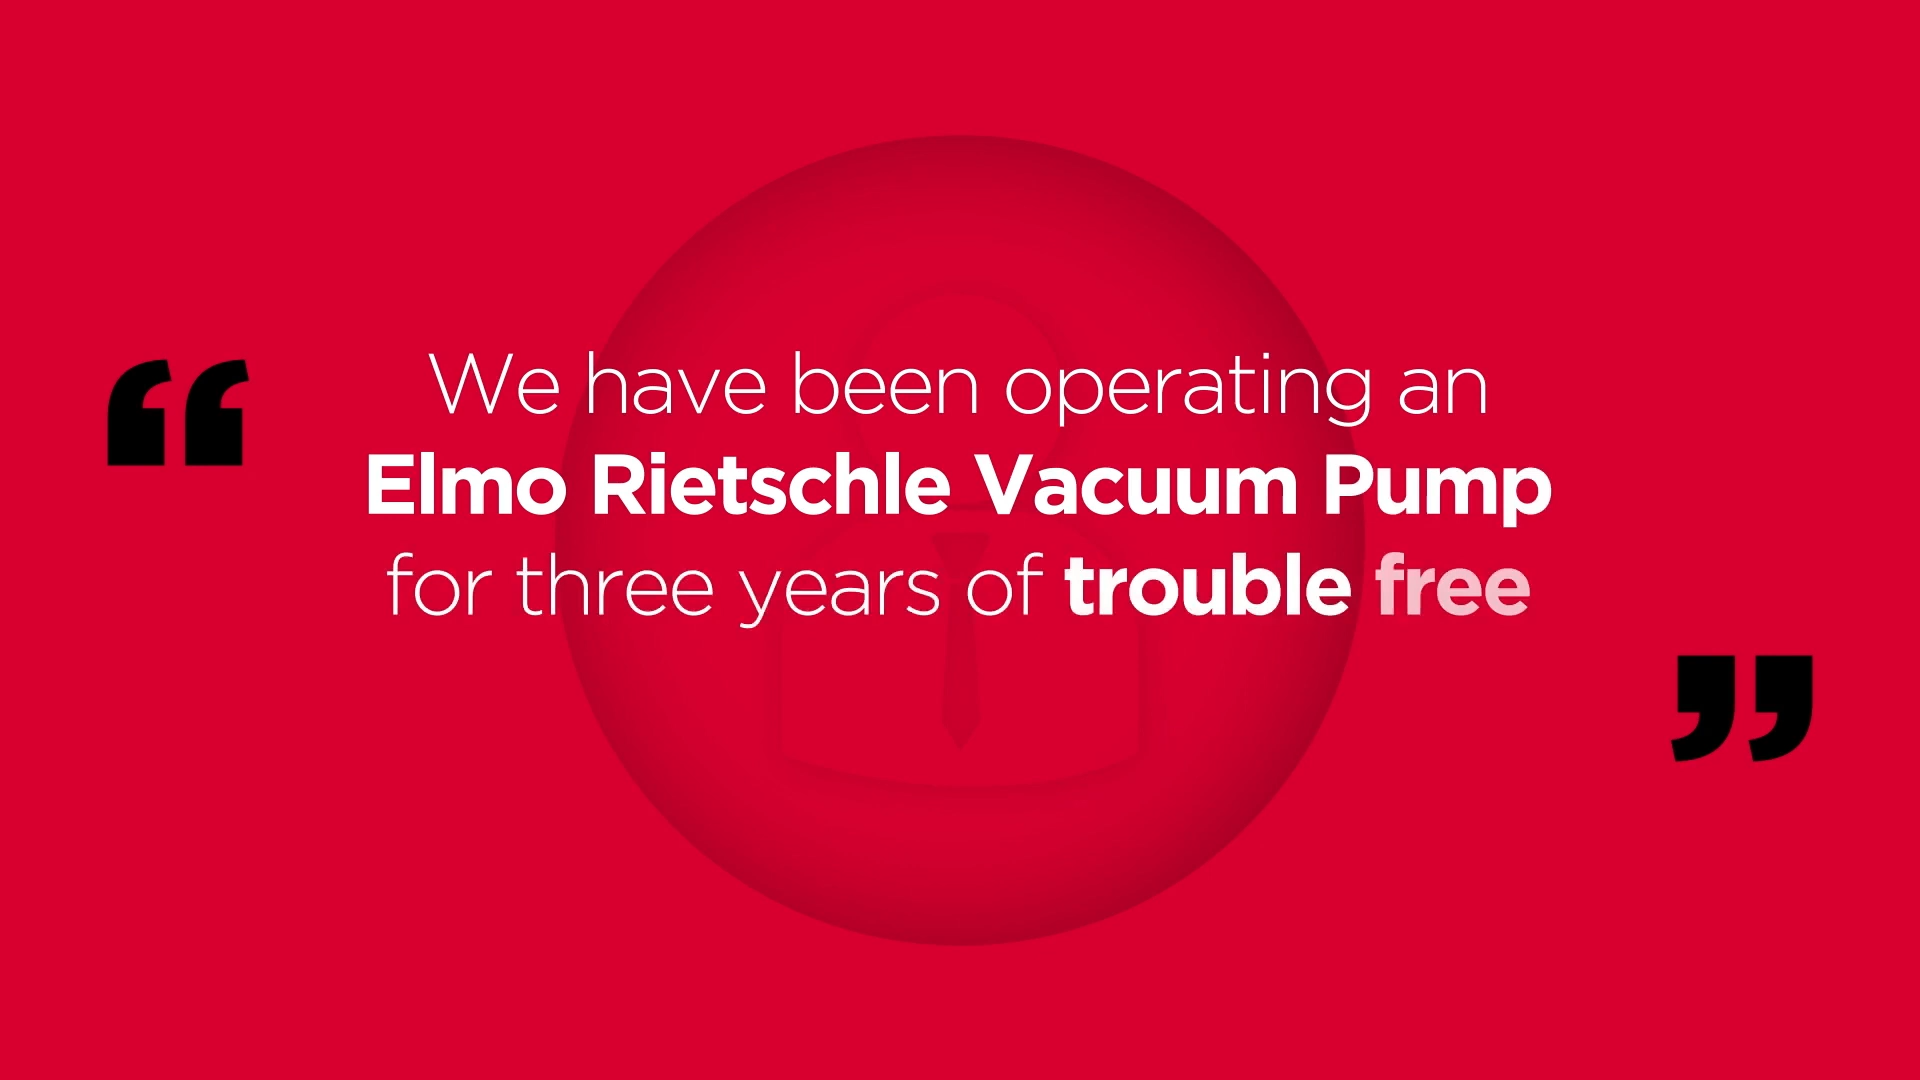 “ We have been operating an
Elmo Rietschle Vacuum Pump
for three years of trouble free ”